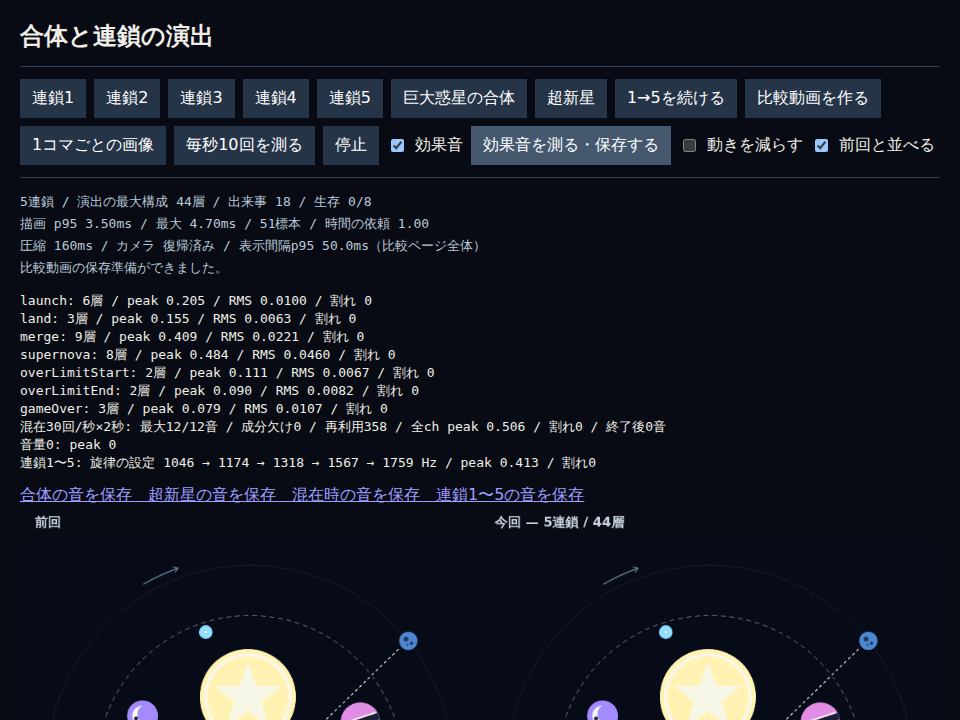 合体と連鎖の演出
連鎖1 連鎖2 連鎖3 連鎖4 連鎖5 巨大惑星の合体 超新星 1→5を続ける 比較動画を作る
1コマごとの画像 毎秒10回を測る 停止 効果音 効果音を測る・保存する 動きを減らす 前回と並べる
5連鎖 / 演出の最大構成 44層 / 出来事 18 / 生存 0/8
描画 p95 3.50ms / 最大 4.70ms / 51標本 / 時間の依頼 1.00
圧縮 160ms / カメラ 復帰済み / 表示間隔p95 50.0ms（比較ページ全体）
比較動画の保存準備ができました。
launch: 6層 / peak 0.205 / RMS 0.0100 / 割れ 0
land: 3層 / peak 0.155 / RMS 0.0063 / 割れ 0
merge: 9層 / peak 0.409 / RMS 0.0221 / 割れ 0
supernova: 8層 / peak 0.484 / RMS 0.0460 / 割れ 0
overLimitStart: 2層 / peak 0.111 / RMS 0.0067 / 割れ 0
overLimitEnd: 2層 / peak 0.090 / RMS 0.0082 / 割れ 0
gameOver: 3層 / peak 0.079 / RMS 0.0107 / 割れ 0
混在30回/秒×2秒: 最大12/12音 / 成分欠け0 / 再利用358 / 全ch peak 0.506 / 割れ0 / 終了後0音
音量0: peak 0
連鎖1〜5: 旋律の設定 1046 → 1174 → 1318 → 1567 → 1759 Hz / peak 0.413 / 割れ0
合体の音を保存 超新星の音を保存 混在時の音を保存 連鎖1〜5の音を保存
前回 今回 — 5連鎖 / 44層